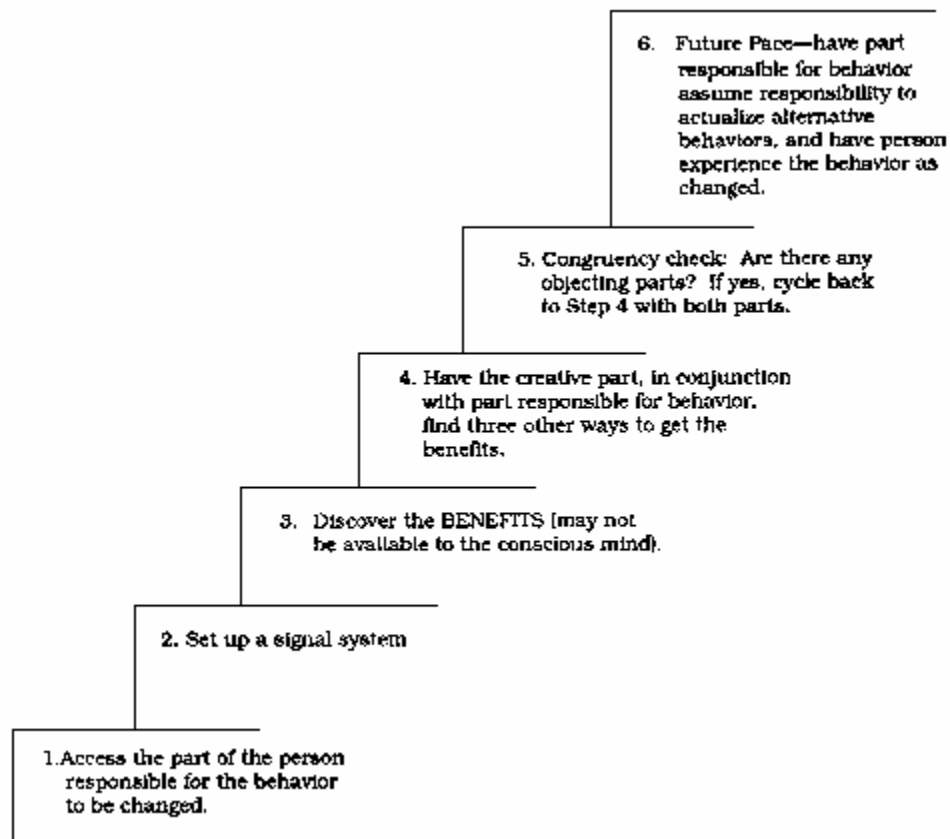 6. Future Pace—have part
responsible for behavior
assume responsibility to
actualize alternative
behaviors, and have person
experience the behavior as
changed.
5. Congruency check: Are there any
objecting parts? If yes, cycle back
to Step 4 with both parts.
4. Have the creative part, in conjunction
with part responsible for behavior,
find three other ways to get the
benefits.
3. Discover the BENEFITS (may not
be available to the conscious mind).
2. Set up a signal system
1.Access the part of the person
responsible for the behavior
to be changed.